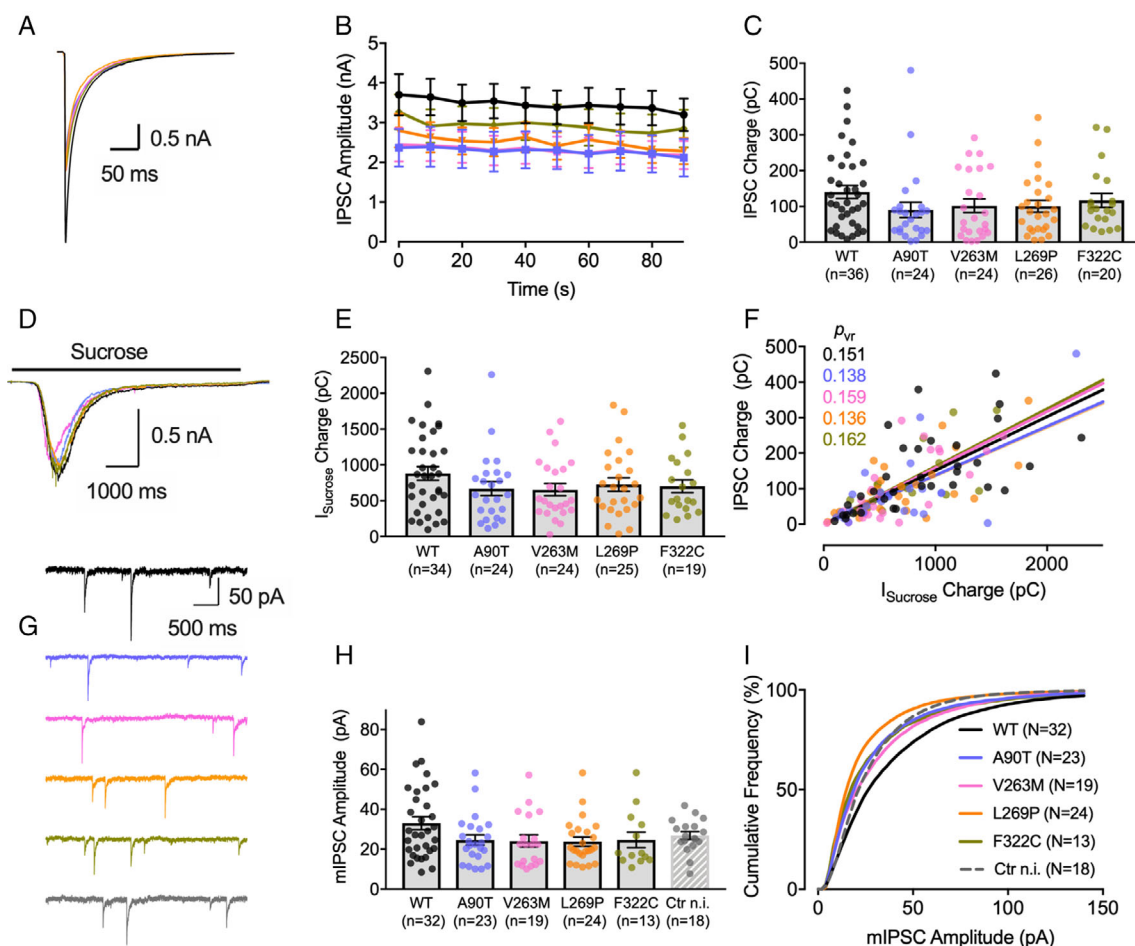 A
0.5 nA
50 ms
B
IPSC Amplitude (nA)
5
4
3
2
1
0
0 20 40 60 80
Time (s)
C
IPSC Charge (pC)
500
400
300
200
100
0
WT A90T V263M L269P F322C
(n=36) (n=24) (n=24) (n=26) (n=20)
D
Sucrose
0.5 nA
1000 ms
E
ISucrose Charge (pC)
2500
2000
1500
1000
500
0
WT A90T V263M L269P F322C
(n=34) (n=24) (n=24) (n=25) (n=19)
F
IPSC Charge (pC)
500
400
300
200
100
0
pvr
0.151
0.138
0.159
0.136
0.162
0 1000 2000
ISucrose Charge (pC)
50 pA
500 ms
G
H
mIPSC Amplitude (pA)
100
80
60
40
20
0
WT A90T V263M L269P F322C Ctr n.i.
(n=32) (n=23) (n=19) (n=24) (n=13) (n=18)
I
Cumulative Frequency (%)
100
50
0
WT (N=32)
A90T (N=23)
V263M (N=19)
L269P (N=24)
F322C (N=13)
Ctr n.i. (N=18)
0 50 100 150
mIPSC Amplitude (pA)